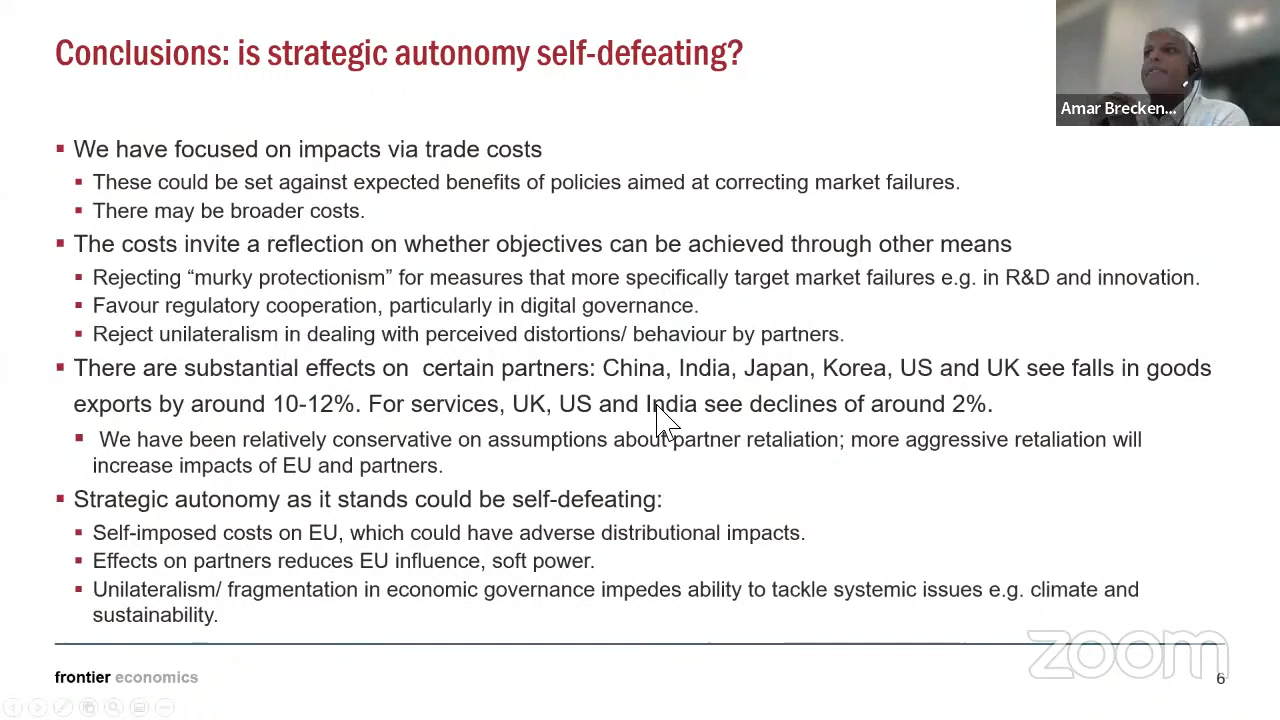 Conclusions: is strategic autonomy self-defeating?
Amar Brecken...
We have focused on impacts via trade costs
These could be set against expected benefits of policies aimed at correcting market failures.
There may be broader costs.
The costs invite a reflection on whether objectives can be achieved through other means
Rejecting “murky protectionism” for measures that more specifically target market failures e.g. in R&D and innovation.
Favour regulatory cooperation, particularly in digital governance.
Reject unilateralism in dealing with perceived distortions/ behaviour by partners.
There are substantial effects on certain partners: China, India, Japan, Korea, US and UK see falls in goods
exports by around 10-12%. For services, UK, US and India see declines of around 2%.
We have been relatively conservative on assumptions about partner retaliation; more aggressive retaliation will
increase impacts of EU and partners.
Strategic autonomy as it stands could be self-defeating:
Self-imposed costs on EU, which could have adverse distributional impacts.
Effects on partners reduces EU influence, soft power.
Unilateralism/ fragmentation in economic governance impedes ability to tackle systemic issues e.g. climate and
sustainability.
zoom
frontier economics
6